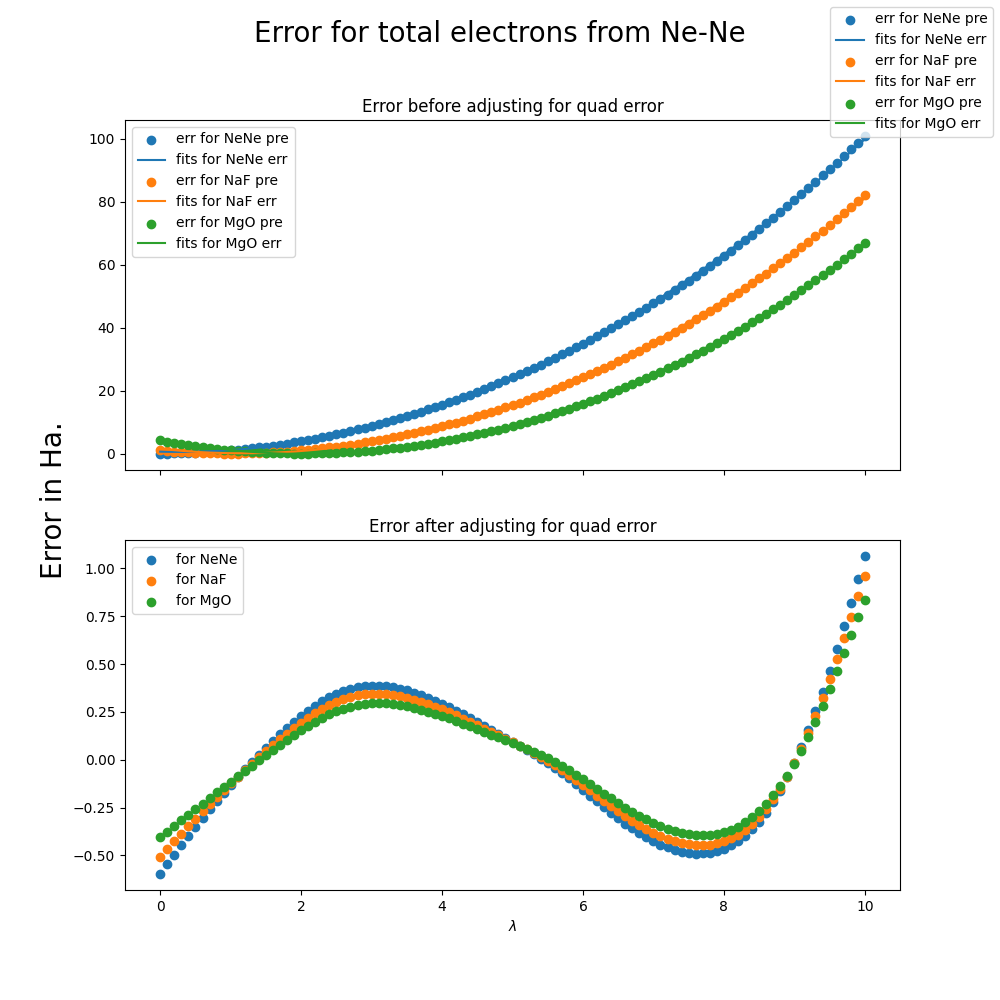 Error for total electrons from Ne-Ne
err for NeNe pre
fits for NeNe err
err for NaF pre
fits for NaF err
err for MgO pre
fits for MgO err
Error before adjusting for quad error
err for NeNe pre
fits for NeNe err
err for NaF pre
fits for NaF err
err for MgO pre
fits for MgO err
100
80
60
40
20
0
Error in Ha.
Error after adjusting for quad error
for NeNe
for NaF
for MgO
1.00
0.75
0.50
0.25
0.00
−0.25
−0.50
0 2 4 6 8 10
λ